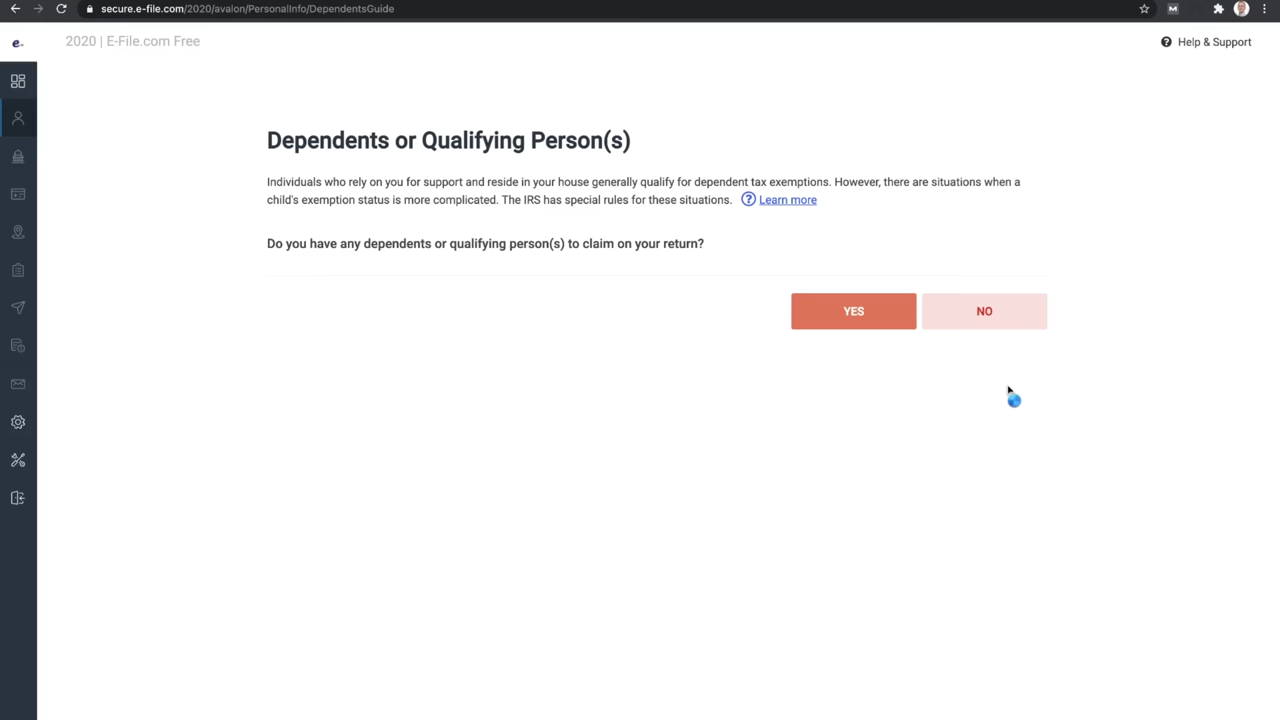 secure.e-file.com/2020/avalon/PersonalInfo/DependentsGuide
M
e.
2020 | E-File.com Free
? Help & Support
Dependents or Qualifying Person(s)
Individuals who rely on you for support and reside in your house generally qualify for dependent tax exemptions. However, there are situations when a
child's exemption status is more complicated. The IRS has special rules for these situations. ? Learn more
Do you have any dependents or qualifying person(s) to claim on your return?
YES NO